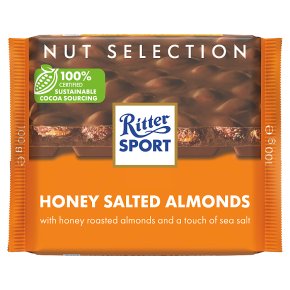 NUT SELECTION
100%
CERTIFIED
SUSTAINABLE
COCOA SOURCING
Ritter
SPORT
100g e
100g e
HONEY SALTED ALMONDS
with honey roasted almonds and a touch of sea salt